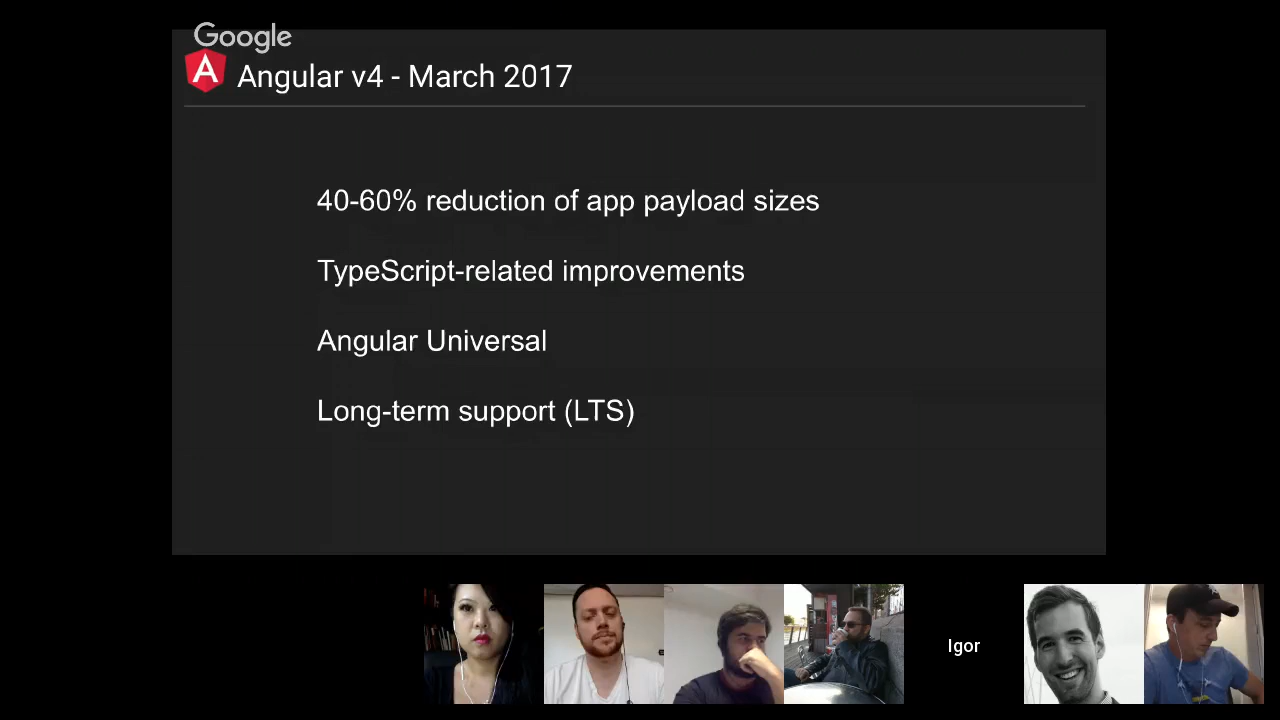 Google
Angular v4 - March 2017
40-60% reduction of app payload sizes
TypeScript-related improvements
Angular Universal
Long-term support (LTS)
Igor